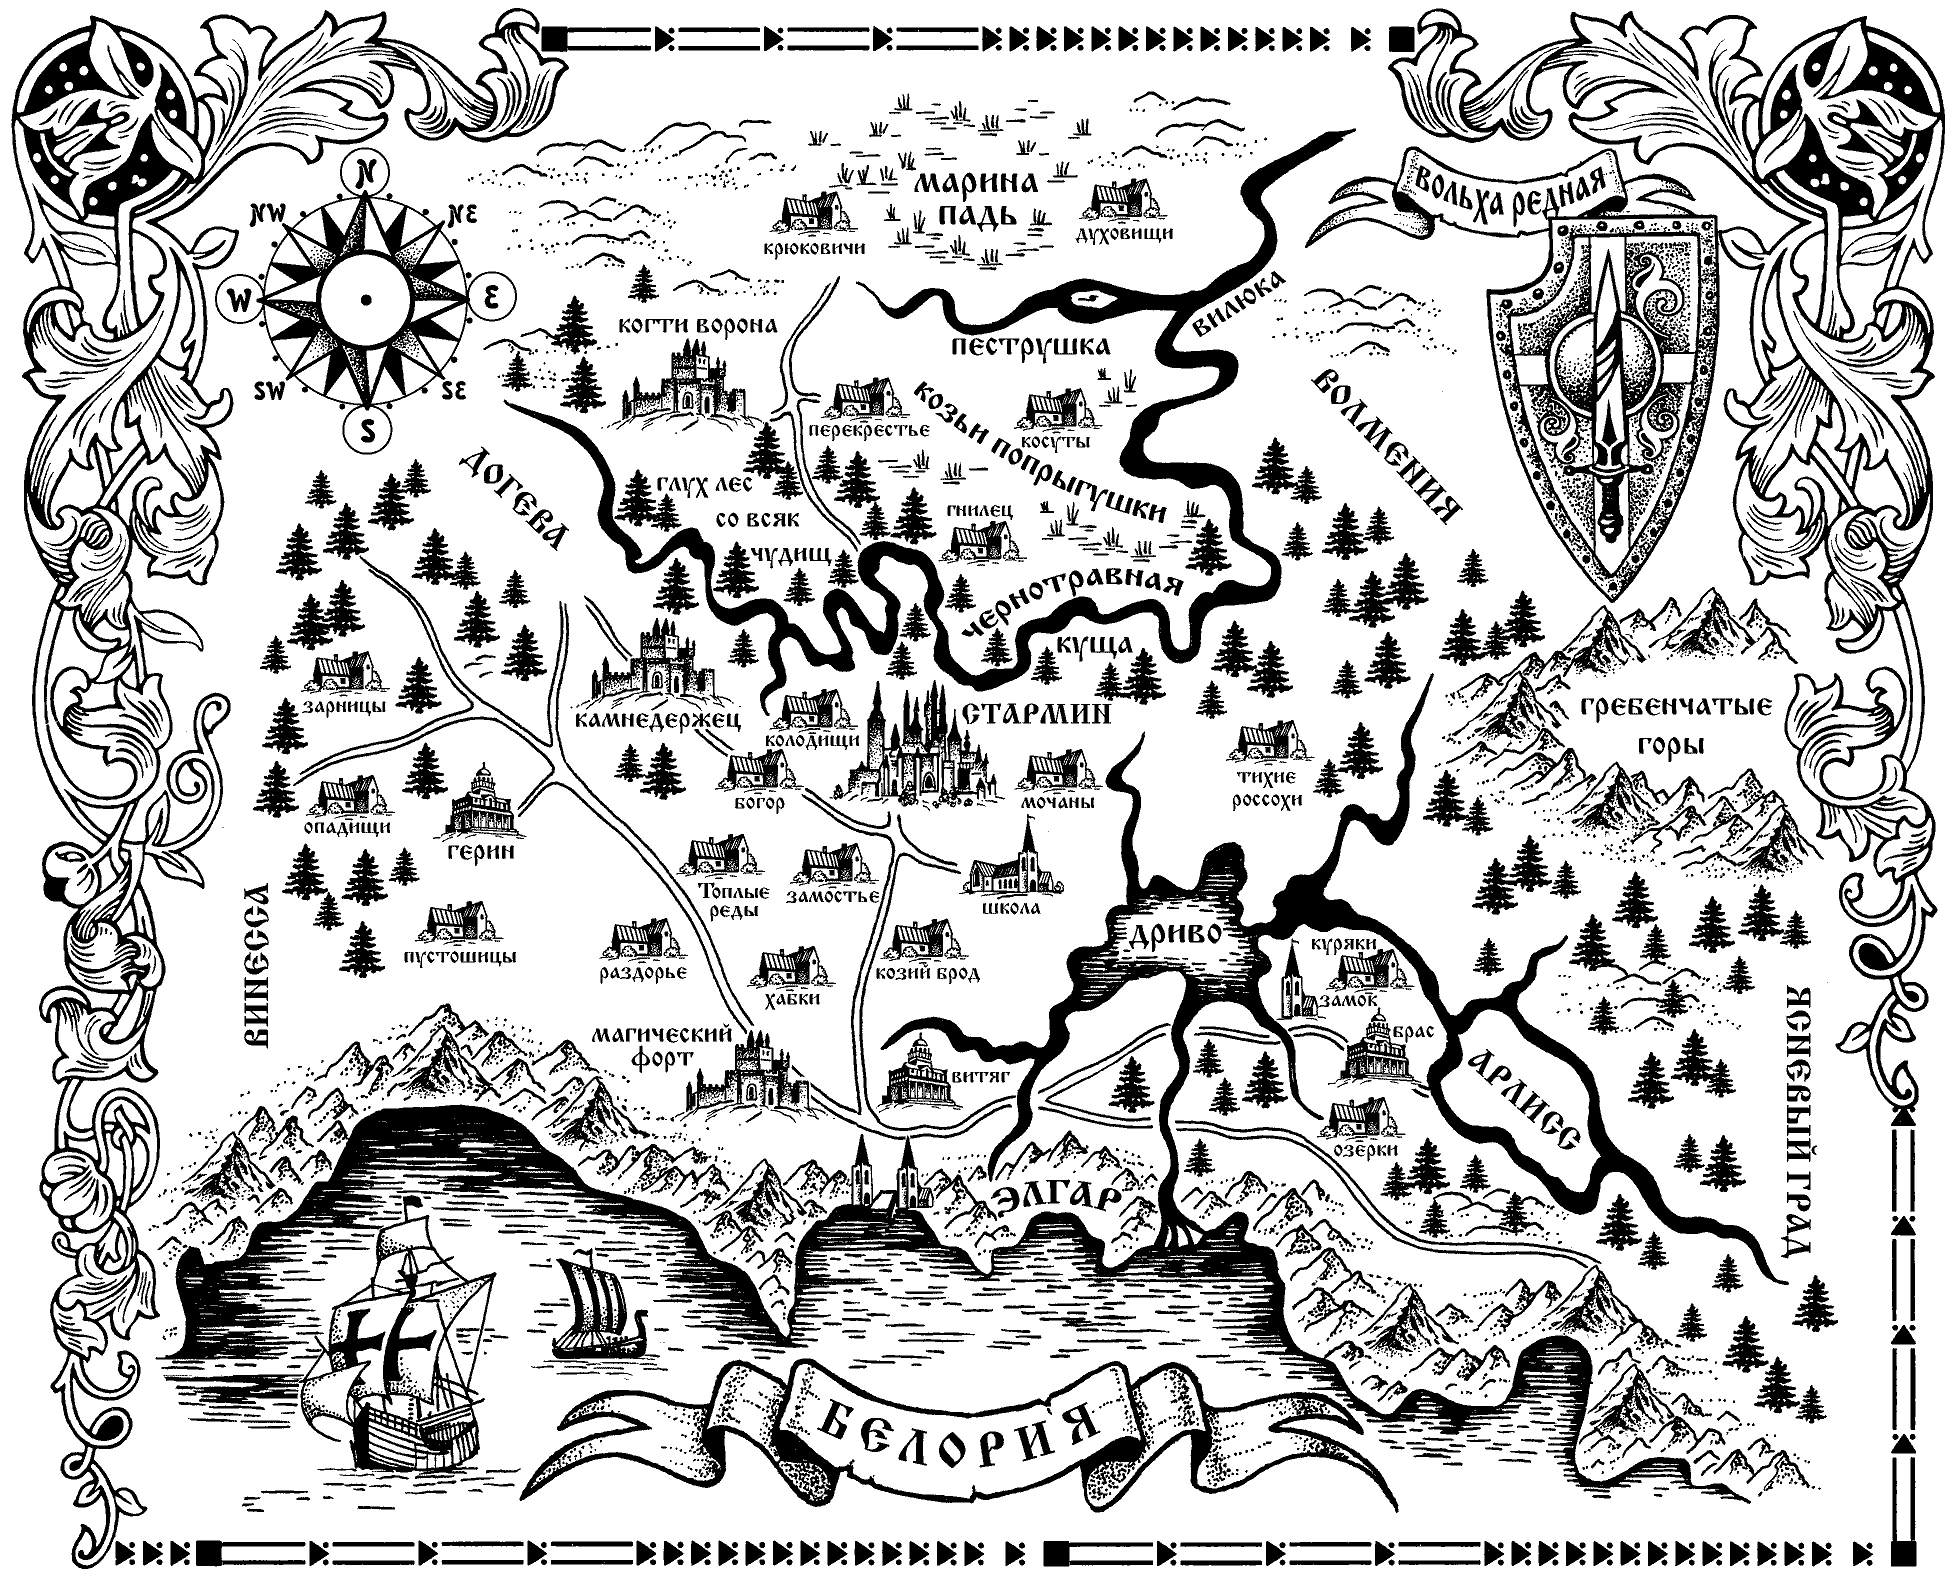 N
NW
NE
W
E
SW
SE
S
ВОЛЬХА РЕДНАЯ
МАРИНА
ПАДЬ
КРЮКОВИЧИ
ДУХОВИЩИ
ВИЛЮКА
КОГТИ ВОРОНА
ПЕСТРУШКА
ВОЛМЕНИЯ
ПЕРЕКРЕСТЬЕ
КОЗЬИ ПОПРЫГУШКИ
КОСУТЫ
ДОГЕВА
ГЛУХ ЛЕС
СО ВСЯК
ЧУДИЩ
ГНИЛЕЦ
ЧЕРНОТРАВНАЯ
КУЩА
ЗАРНИЦЫ
КАМНЕДЕРЖЕЦ
КОЛОДИЩИ
СТАРМИН
ГРЕБЕНЧАТЫЕ
ГОРЫ
БОГОР
МОЧАНЫ
ТИХИЕ
РОССОХИ
ОПАДИЩИ
ГЕРИН
ТОПЛЫЕ
РЕДЫ
ЗАМОСТЬЕ
ШКОЛА
ВИНЕССА
ПУСТОШИЦЫ
РАЗДОРЬЕ
ХАБКИ
КОЗИЙ БРОД
ДРИВО
КУРЯКИ
ЗАМОК
БРАС
МАГИЧЕСКИЙ
ФОРТ
ВИТЯГ
АРЛИСС
ОЗЕРКИ
ЯСНЕВЫЙ ГРАД
ЭЛГАР
БЕЛОРИЯ